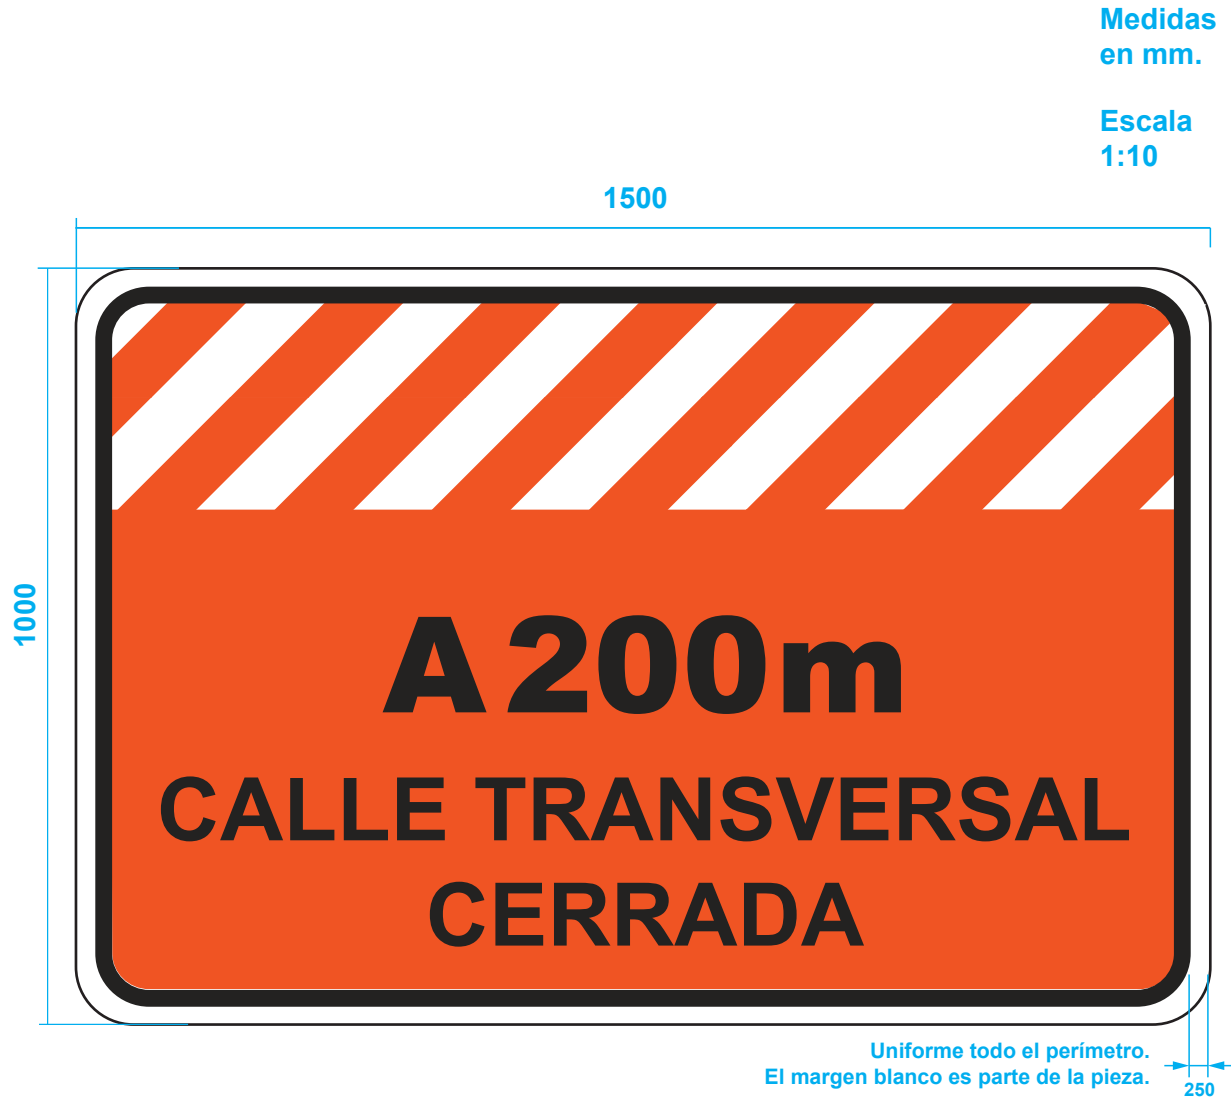 Medidas
en mm.
Escala
1:10
1500
1000
A 200 m
CALLE TRANSVERSAL
CERRADA
Uniforme todo el perímetro.
El margen blanco es parte de la pieza.
250